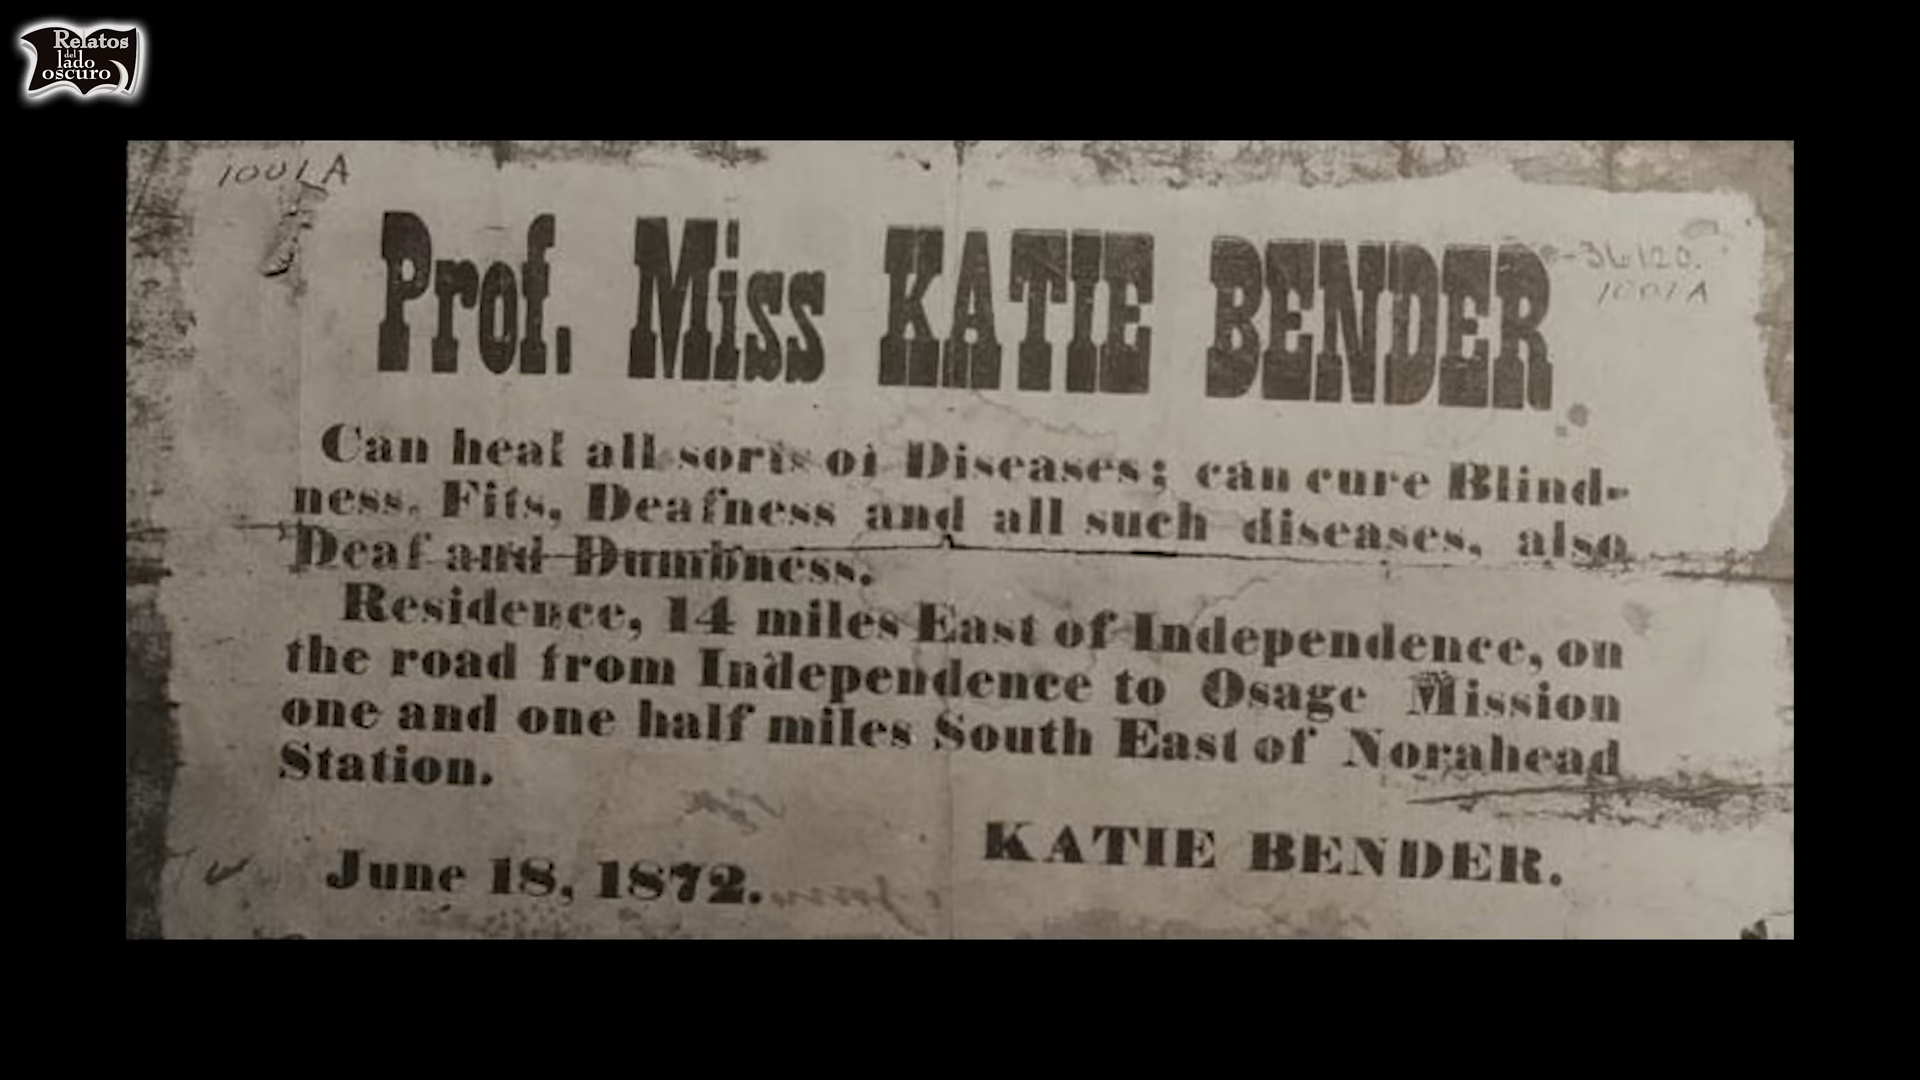 Relatos
del
lado
oscuro
1001A
Prof. Miss KATIE BENDER.
-36120.
1001A
Can heal all sorts of Diseases; can cure Blind-
ness, Fits, Deafness and all such diseases, also
Deaf and Dumbness.
Residence, 14 miles East of Independence, on
the road from Independence to Osage Mission
one and one half miles South East of Norahead
Station.
KATIE BENDER.
June 18, 1872.